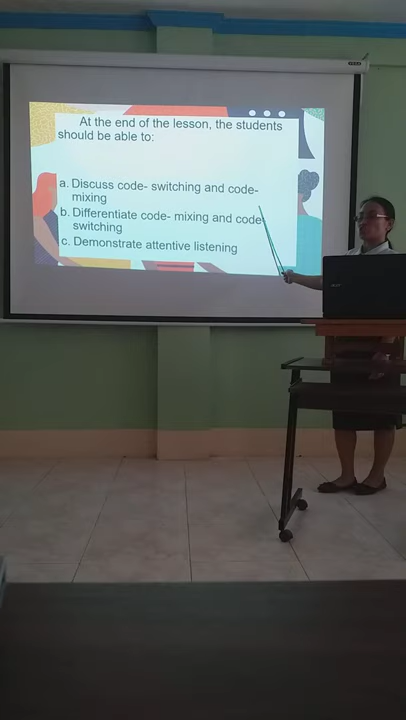 At the end of the lesson, the students
should be able to:
a. Discuss code- switching and code-
mixing
b. Differentiate code- mixing and code-
switching
c. Demonstrate attentive listening